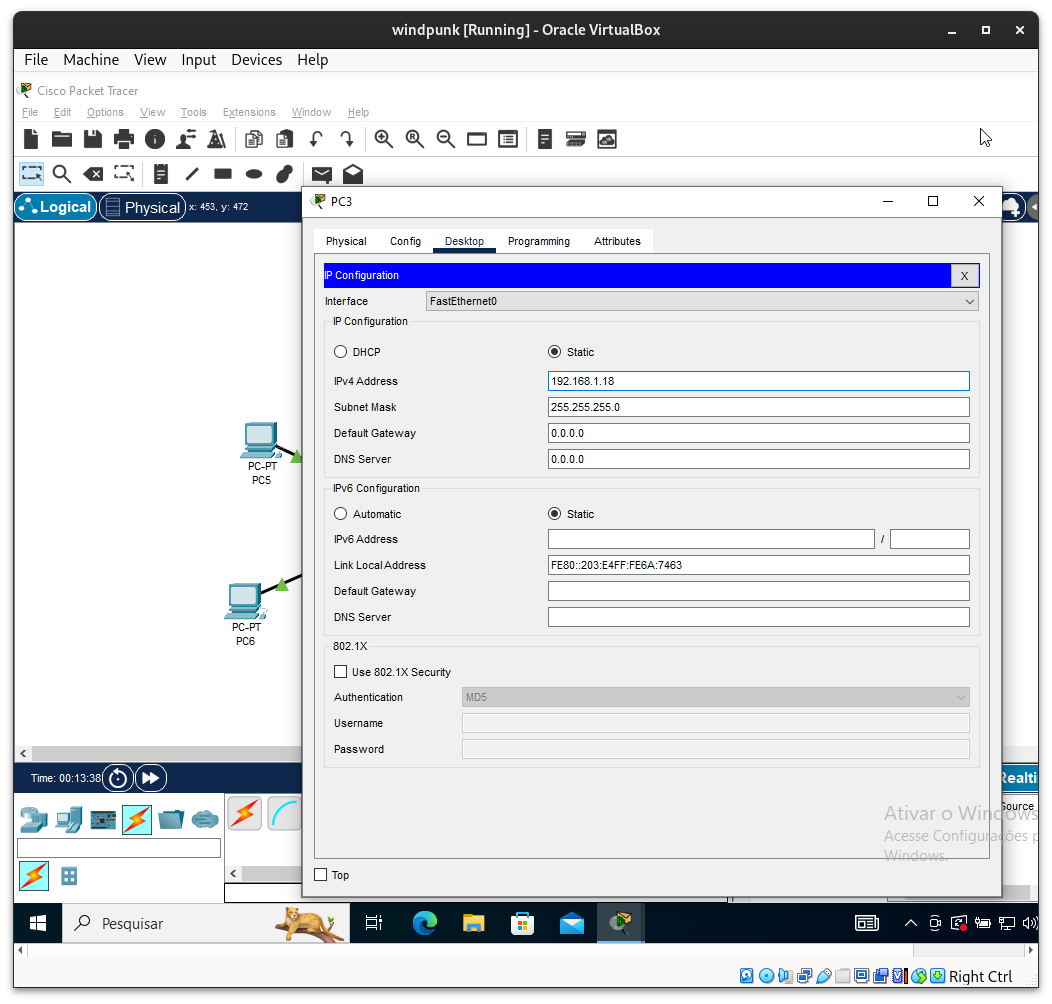 windpunk [Running] - Oracle VirtualBox
File Machine View Input Devices Help
Cisco Packet Tracer
File Edit Options View Tools Extensions Window Help
Logical Physical x: 453, y: 472
PC3
Physical Config Desktop Programming Attributes
IP Configuration X
Interface FastEthernet0
IP Configuration
DHCP Static
IPv4 Address 192.168.1.18
Subnet Mask 255.255.255.0
Default Gateway 0.0.0.0
DNS Server 0.0.0.0
PC-PT
PC5
IPv6 Configuration
Automatic Static
IPv6 Address /
Link Local Address FE80::203:E4FF:FE6A:7463
Default Gateway
DNS Server
PC-PT
PC6
802.1X
Use 802.1X Security
Authentication MD5
Username
Password
Time: 00:13:38
Realti
Source
Ativar o Windows
Acesse Configurações p
Windows.
Top
Pesquisar
Right Ctrl